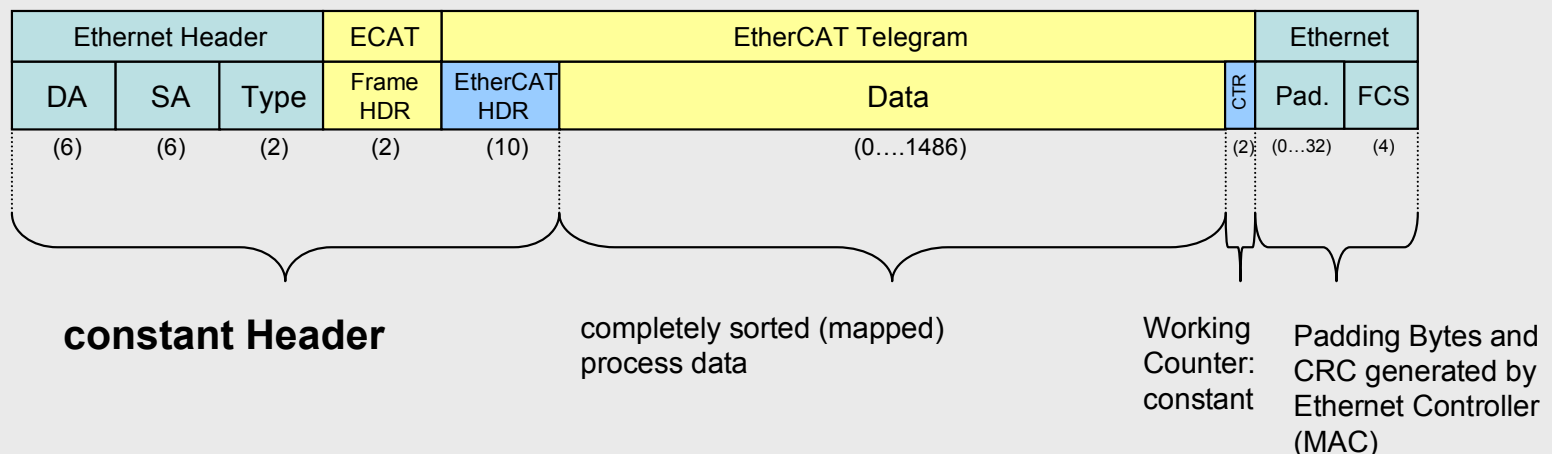 Ethernet Header ECAT EtherCAT Telegram Ethernet
DA SA Type Frame HDR EtherCAT HDR Data CTR Pad. FCS
(6) (6) (2) (2) (10) (0....1486) (2) (0...32) (4)
constant Header
completely sorted (mapped)
process data
Working
Counter:
constant
Padding Bytes and
CRC generated by
Ethernet Controller
(MAC)